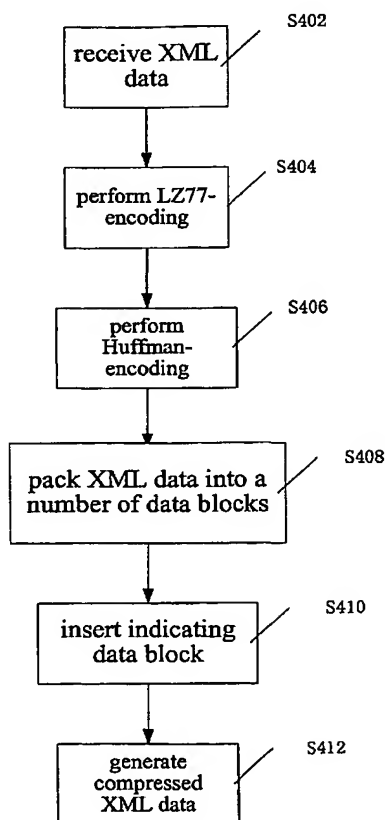 S402
receive XML
data
S404
perform LZ77-
encoding
S406
perform
Huffman-
encoding
S408
pack XML data into a
number of data blocks
S410
insert indicating
data block
S412
generate
compressed
XML data